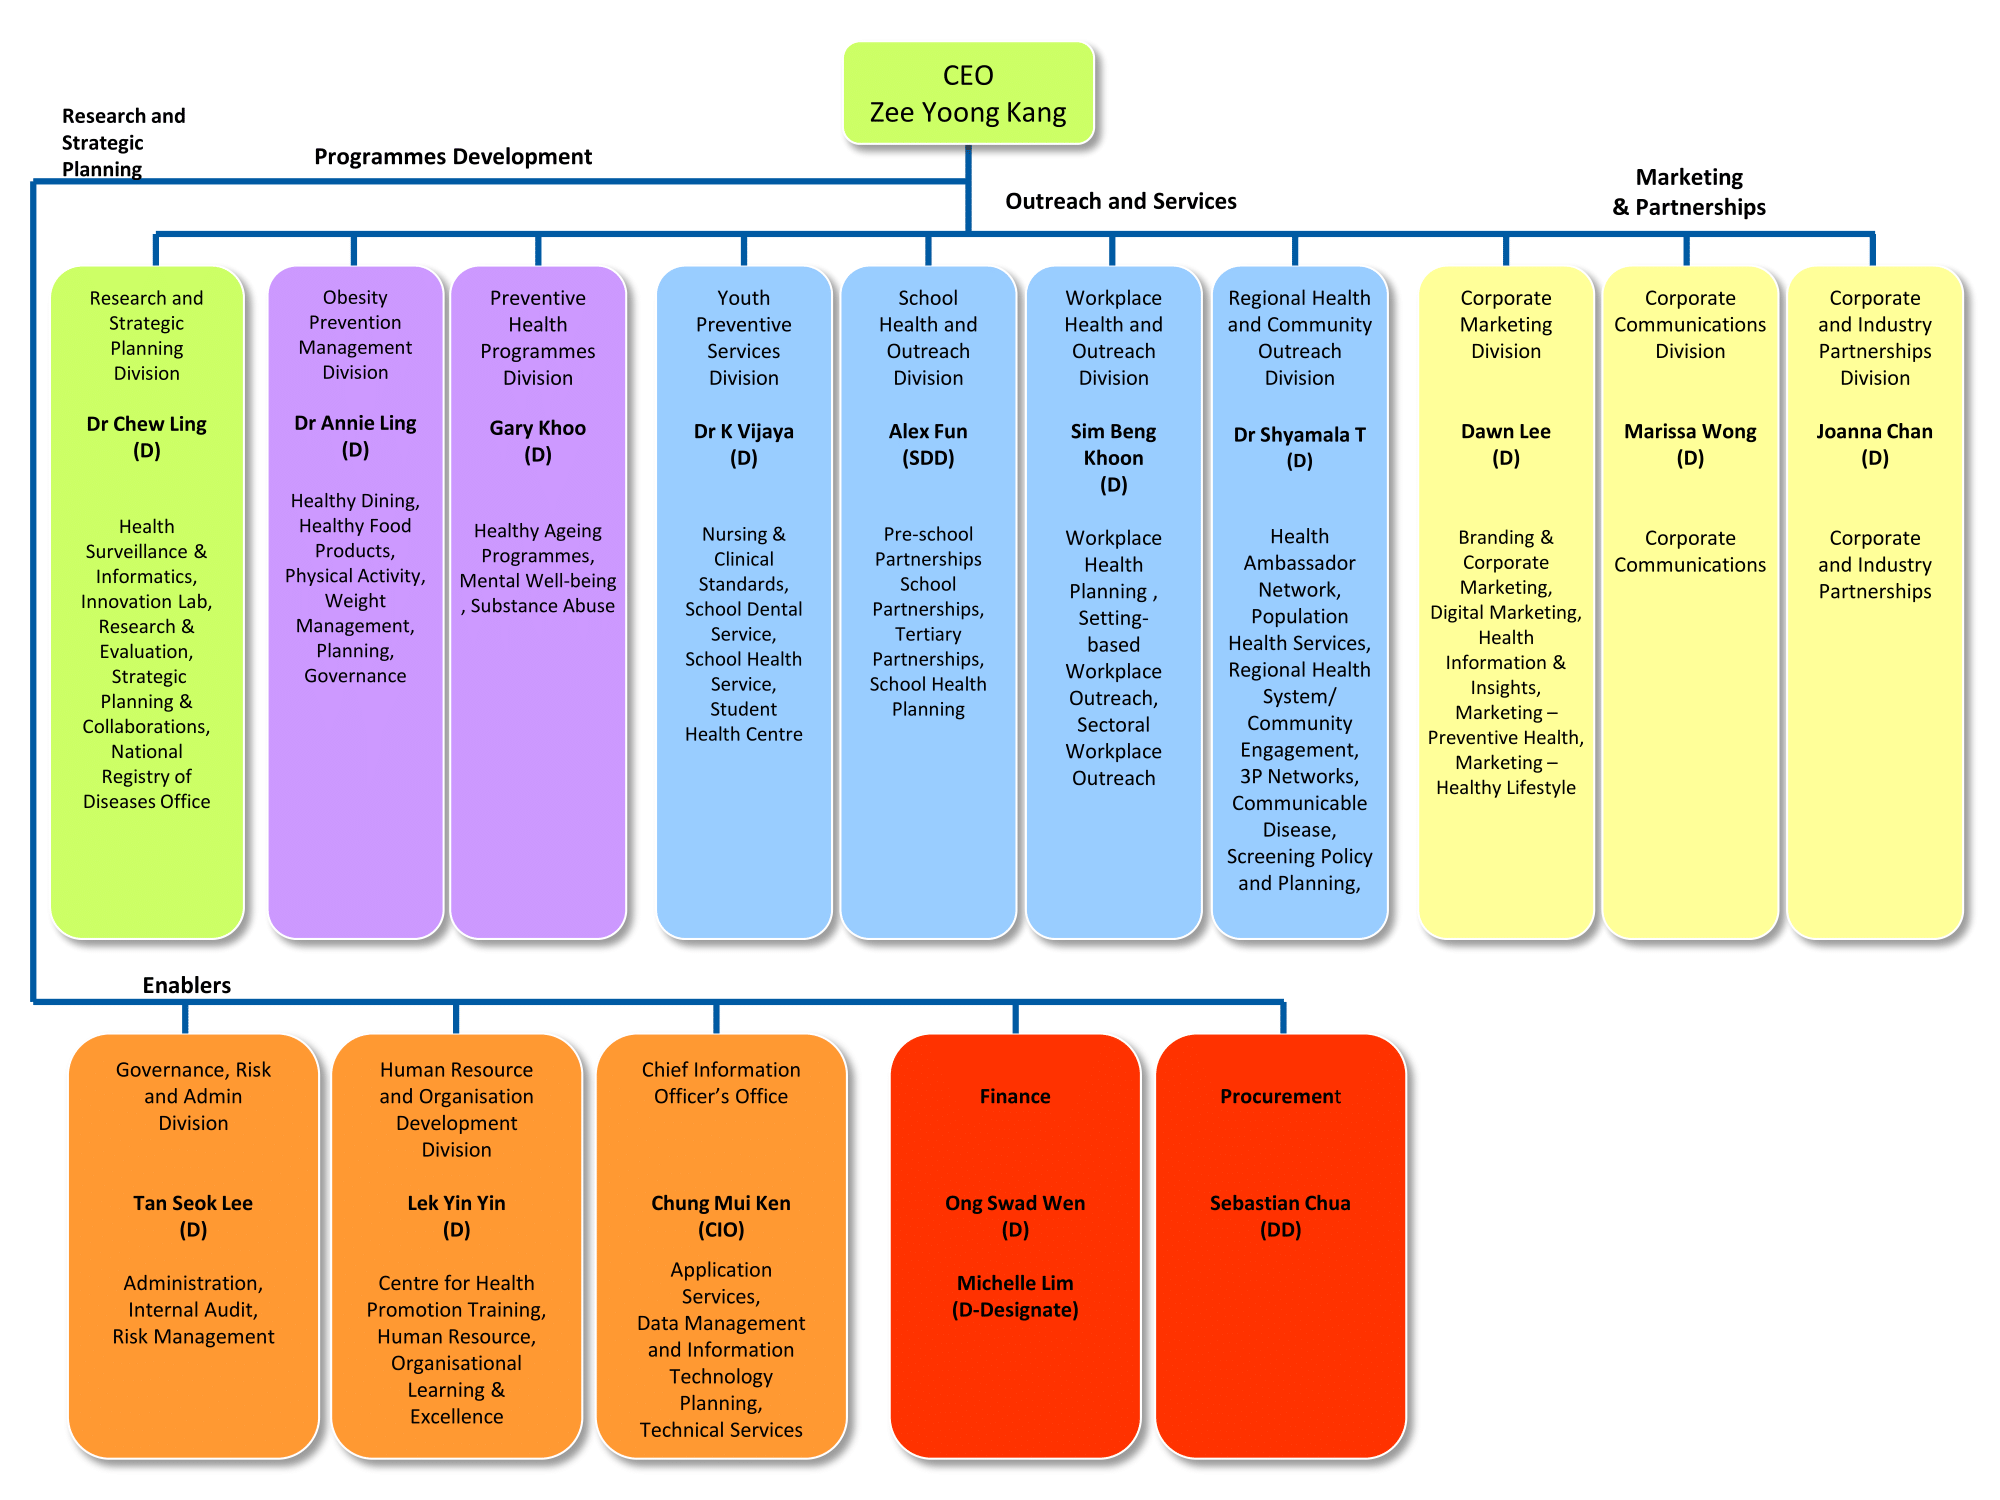 CEO
Zee Yoong Kang
Research and
Strategic
Planning
Programmes Development
Outreach and Services
Marketing
& Partnerships
Research and
Strategic
Planning
Division
Dr Chew Ling
(D)
Health
Surveillance &
Informatics,
Innovation Lab,
Research &
Evaluation,
Strategic
Planning &
Collaborations,
National
Registry of
Diseases Office
Obesity
Prevention
Management
Division
Dr Annie Ling
(D)
Healthy Dining,
Healthy Food
Products,
Physical Activity,
Weight
Management,
Planning,
Governance
Preventive
Health
Programmes
Division
Gary Khoo
(D)
Healthy Ageing
Programmes,
Mental Well-being
, Substance Abuse
Youth
Preventive
Services
Division
Dr K Vijaya
(D)
Nursing &
Clinical
Standards,
School Dental
Service,
School Health
Service,
Student
Health Centre
School
Health and
Outreach
Division
Alex Fun
(SDD)
Pre-school
Partnerships
School
Partnerships,
Tertiary
Partnerships,
School Health
Planning
Workplace
Health and
Outreach
Division
Sim Beng
Khoon
(D)
Workplace
Health
Planning ,
Setting-
based
Workplace
Outreach,
Sectoral
Workplace
Outreach
Regional Health
and Community
Outreach
Division
Dr Shyamala T
(D)
Health
Ambassador
Network,
Population
Health Services,
Regional Health
System/
Community
Engagement,
3P Networks,
Communicable
Disease,
Screening Policy
and Planning,
Corporate
Marketing
Division
Dawn Lee
(D)
Branding &
Corporate
Marketing,
Digital Marketing,
Health
Information &
Insights,
Marketing –
Preventive Health,
Marketing –
Healthy Lifestyle
Corporate
Communications
Division
Marissa Wong
(D)
Corporate
Communications
Corporate
and Industry
Partnerships
Division
Joanna Chan
(D)
Corporate
and Industry
Partnerships
Enablers
Governance, Risk
and Admin
Division
Tan Seok Lee
(D)
Administration,
Internal Audit,
Risk Management
Human Resource
and Organisation
Development
Division
Lek Yin Yin
(D)
Centre for Health
Promotion Training,
Human Resource,
Organisational
Learning &
Excellence
Chief Information
Officer’s Office
Chung Mui Ken
(CIO)
Application
Services,
Data Management
and Information
Technology
Planning,
Technical Services
Finance
Ong Swad Wen
(D)
Michelle Lim
(D-Designate)
Procurement
Sebastian Chua
(DD)